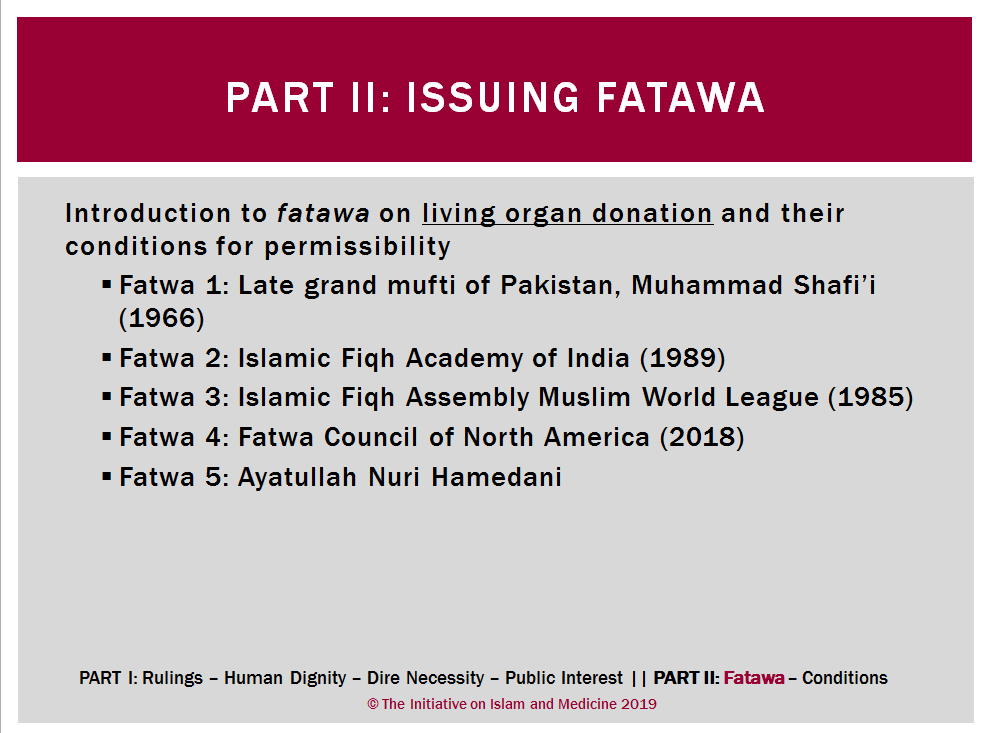 PART II: ISSUING FATAWA
Introduction to fatawa on living organ donation and their
conditions for permissibility
▪ Fatwa 1: Late grand mufti of Pakistan, Muhammad Shafi’i
(1966)
▪ Fatwa 2: Islamic Fiqh Academy of India (1989)
▪ Fatwa 3: Islamic Fiqh Assembly Muslim World League (1985)
▪ Fatwa 4: Fatwa Council of North America (2018)
▪ Fatwa 5: Ayatullah Nuri Hamedani
PART I: Rulings – Human Dignity – Dire Necessity – Public Interest || PART II: Fatawa – Conditions
© The Initiative on Islam and Medicine 2019